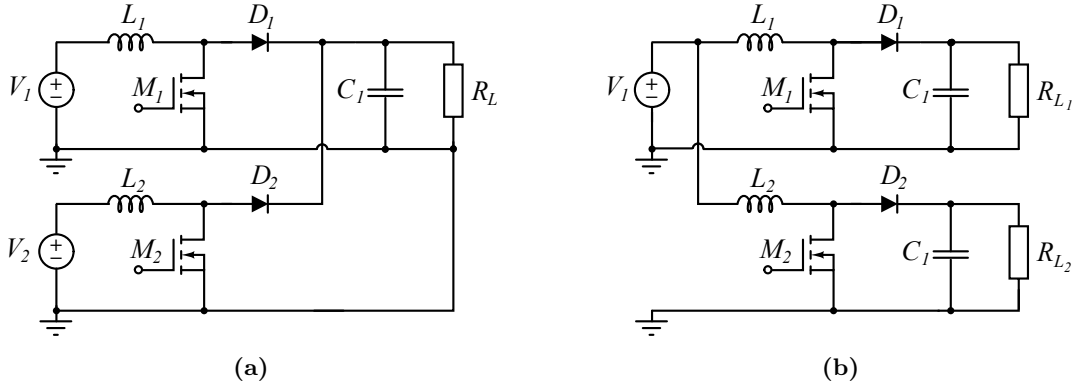 L1 D1
V1 + − M1 C1 RL
L2 D2
V2 + − M2
(a)
L1 D1
V1 + − M1 C1 RL1
L2 D2
M2 C1 RL2
(b)